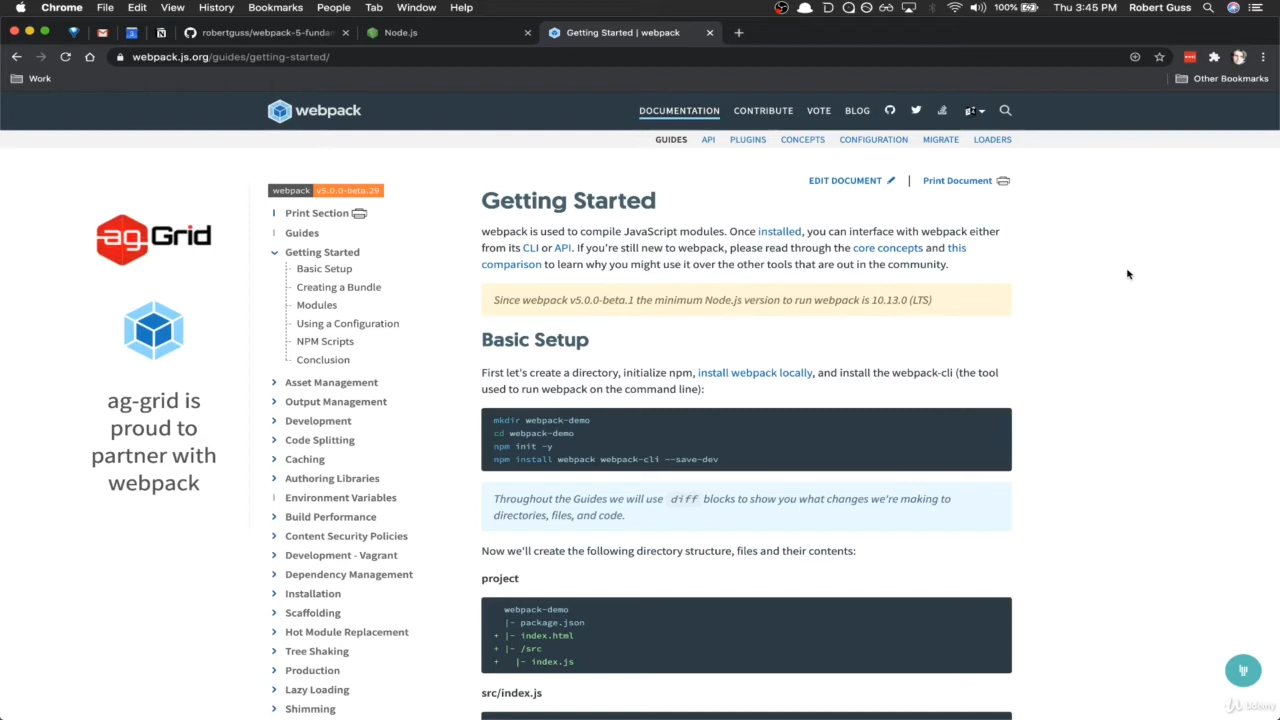 Chrome File Edit View History Bookmarks People Tab Window Help 100% Thu 3:45 PM Robert Guss
robertguss/webpack-5-fundam
Node.js
Getting Started | webpack
webpack.js.org/guides/getting-started/
Work
Other Bookmarks
webpack
DOCUMENTATION CONTRIBUTE VOTE BLOG
GUIDES API PLUGINS CONCEPTS CONFIGURATION MIGRATE LOADERS
ag-Grid
ag-grid is
proud to
partner with
webpack
webpack v5.0.0-beta.29
Print Section
Guides
Getting Started
Basic Setup
Creating a Bundle
Modules
Using a Configuration
NPM Scripts
Conclusion
Asset Management
Output Management
Development
Code Splitting
Caching
Authoring Libraries
Environment Variables
Build Performance
Content Security Policies
Development - Vagrant
Dependency Management
Installation
Scaffolding
Hot Module Replacement
Tree Shaking
Production
Lazy Loading
Shimming
EDIT DOCUMENT | Print Document
Getting Started
webpack is used to compile JavaScript modules. Once installed, you can interface with webpack either
from its CLI or API. If you're still new to webpack, please read through the core concepts and this
comparison to learn why you might use it over the other tools that are out in the community.
Since webpack v5.0.0-beta.1 the minimum Node.js version to run webpack is 10.13.0 (LTS)
Basic Setup
First let's create a directory, initialize npm, install webpack locally, and install the webpack-cli (the tool
used to run webpack on the command line):
mkdir webpack-demo
cd webpack-demo
npm init -y
npm install webpack webpack-cli --save-dev
Throughout the Guides we will use diff blocks to show you what changes we're making to
directories, files, and code.
Now we'll create the following directory structure, files and their contents:
project
webpack-demo
|- package.json
+ |- index.html
+ |- /src
+ |- index.js
src/index.js
Udemy